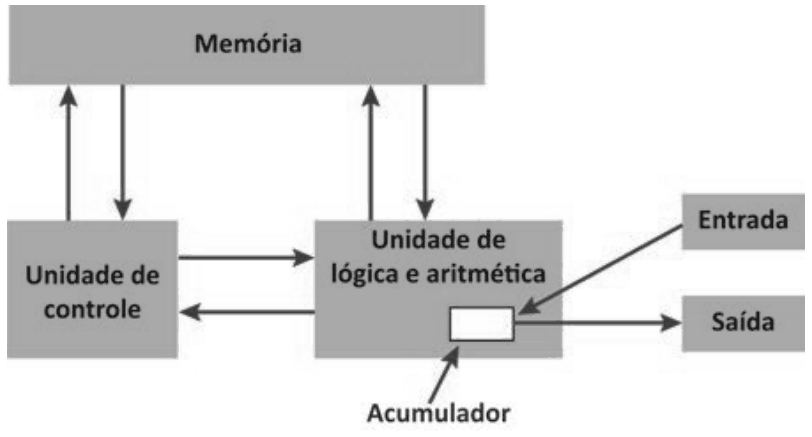 Memória
Unidade de
controle
Unidade de
lógica e aritmética
Entrada
Saída
Acumulador